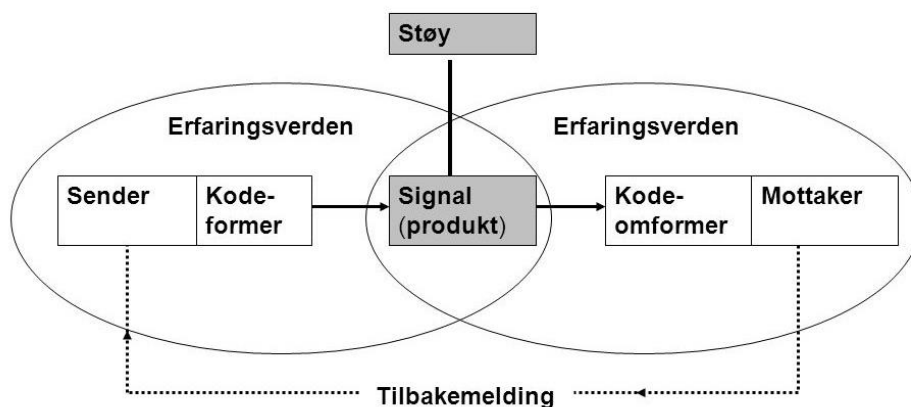 Støy
Erfaringsverden
Erfaringsverden
Sender
Kode-
former
Signal
(produkt)
Kode-
omformer
Mottaker
Tilbakemelding